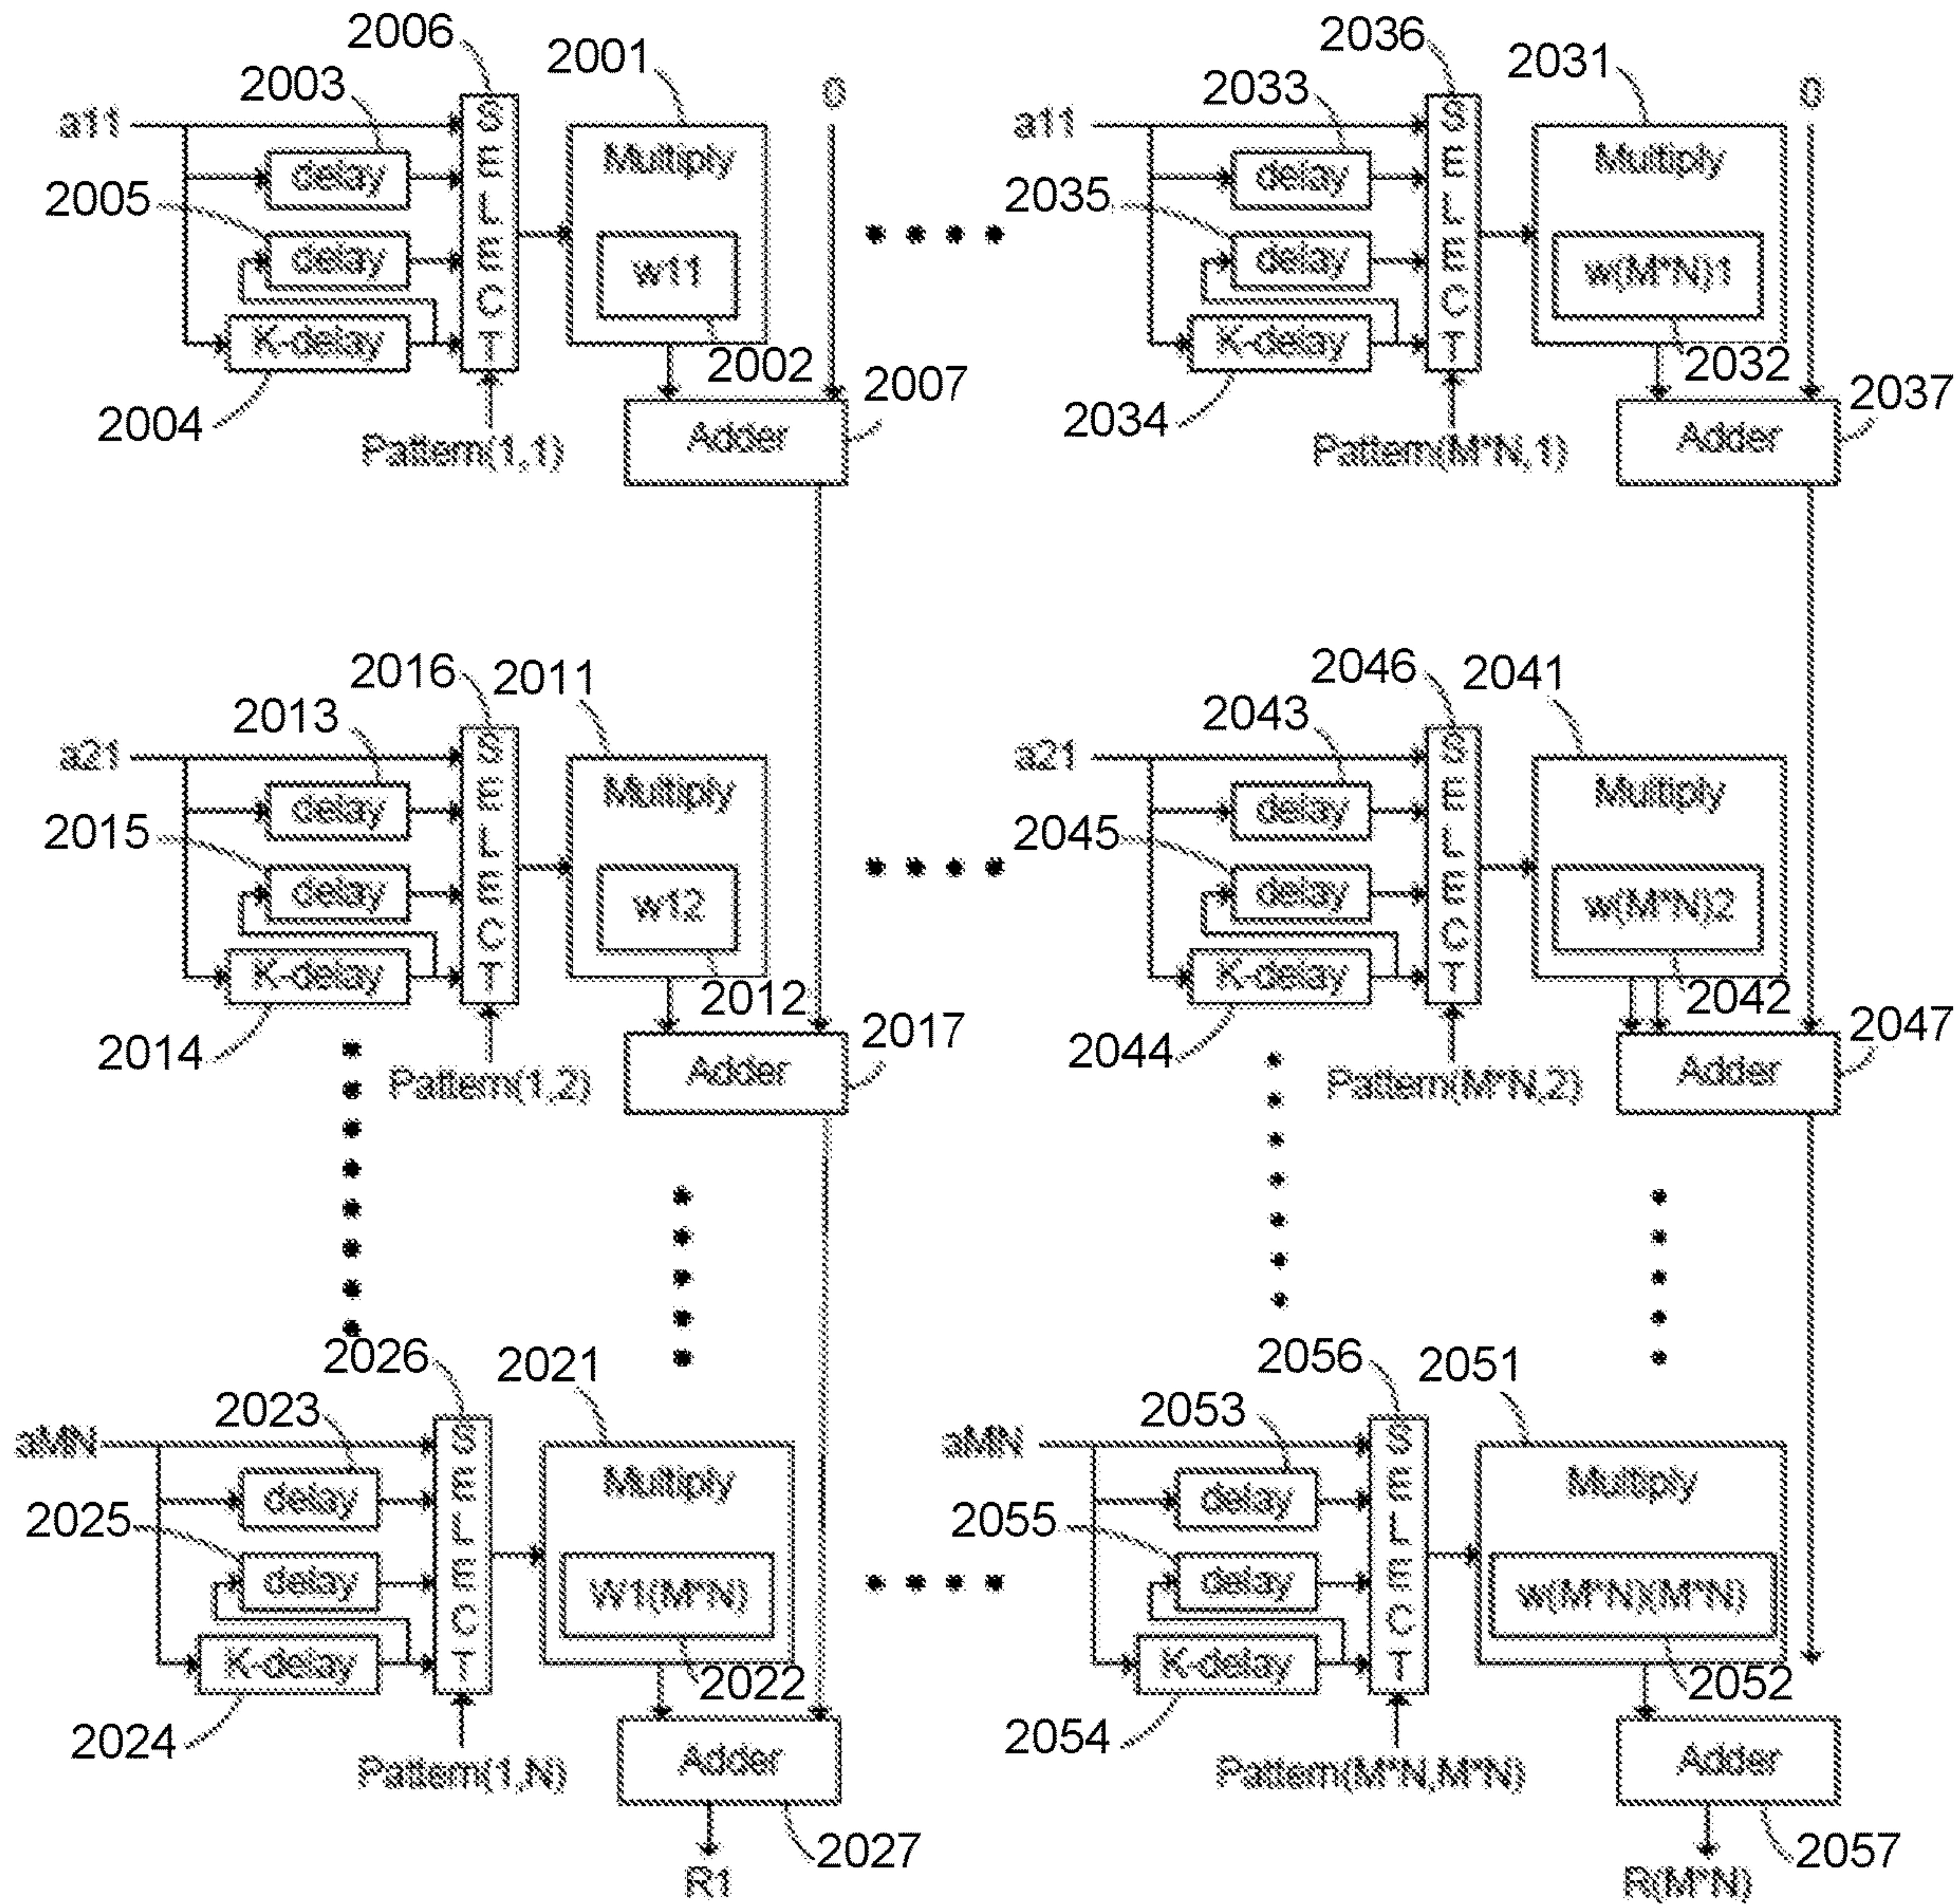 2006
2001
2036
2031
2003
0
2033
0
a11
S E L E C T
Multiply
a11
S E L E C T
Multiply
delay
delay
2005
2035
delay
w11
delay
w(M*N)1
K-delay
2002
K-delay
2032
2004
2007
2034
2037
Pattern(1,1)
Adder
Pattern(M*N,1)
Adder
2016
2011
2046
2041
2013
2043
a21
S E L E C T
Multiply
a21
S E L E C T
Multiply
delay
delay
2015
2045
delay
w12
delay
w(M*N)2
K-delay
2012
K-delay
2042
2014
2017
2044
2047
Pattern(1,2)
Adder
Pattern(M*N,2)
Adder
2026
2021
2056
2051
2023
2053
aMN
S E L E C T
Multiply
aMN
S E L E C T
Multiply
delay
delay
2025
2055
delay
W1(M*N)
delay
w(M*N)(M*N)
K-delay
2022
K-delay
2052
2024
2054
Pattern(1,N)
Adder
Pattern(M*N,M*N)
Adder
2027
2057
R1
R(M*N)